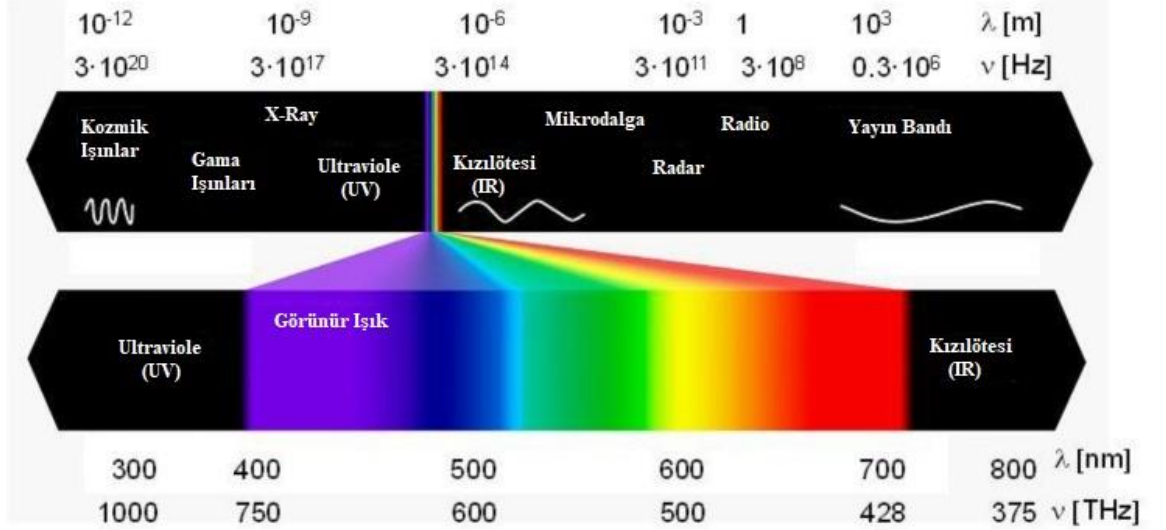 10⁻¹² 10⁻⁹ 10⁻⁶ 10⁻³ 1 10³ λ [m]
3·10²⁰ 3·10¹⁷ 3·10¹⁴ 3·10¹¹ 3·10⁸ 0.3·10⁶ ν [Hz]
Kozmik
Işınlar
Gama
Işınları
X-Ray
Ultraviole
(UV)
Kızılötesi
(IR)
Mikrodalga
Radar
Radio
Yayın Bandı
Ultraviole
(UV)
Görünür Işık
Kızılötesi
(IR)
300 400 500 600 700 800 λ [nm]
1000 750 600 500 428 375 ν [THz]